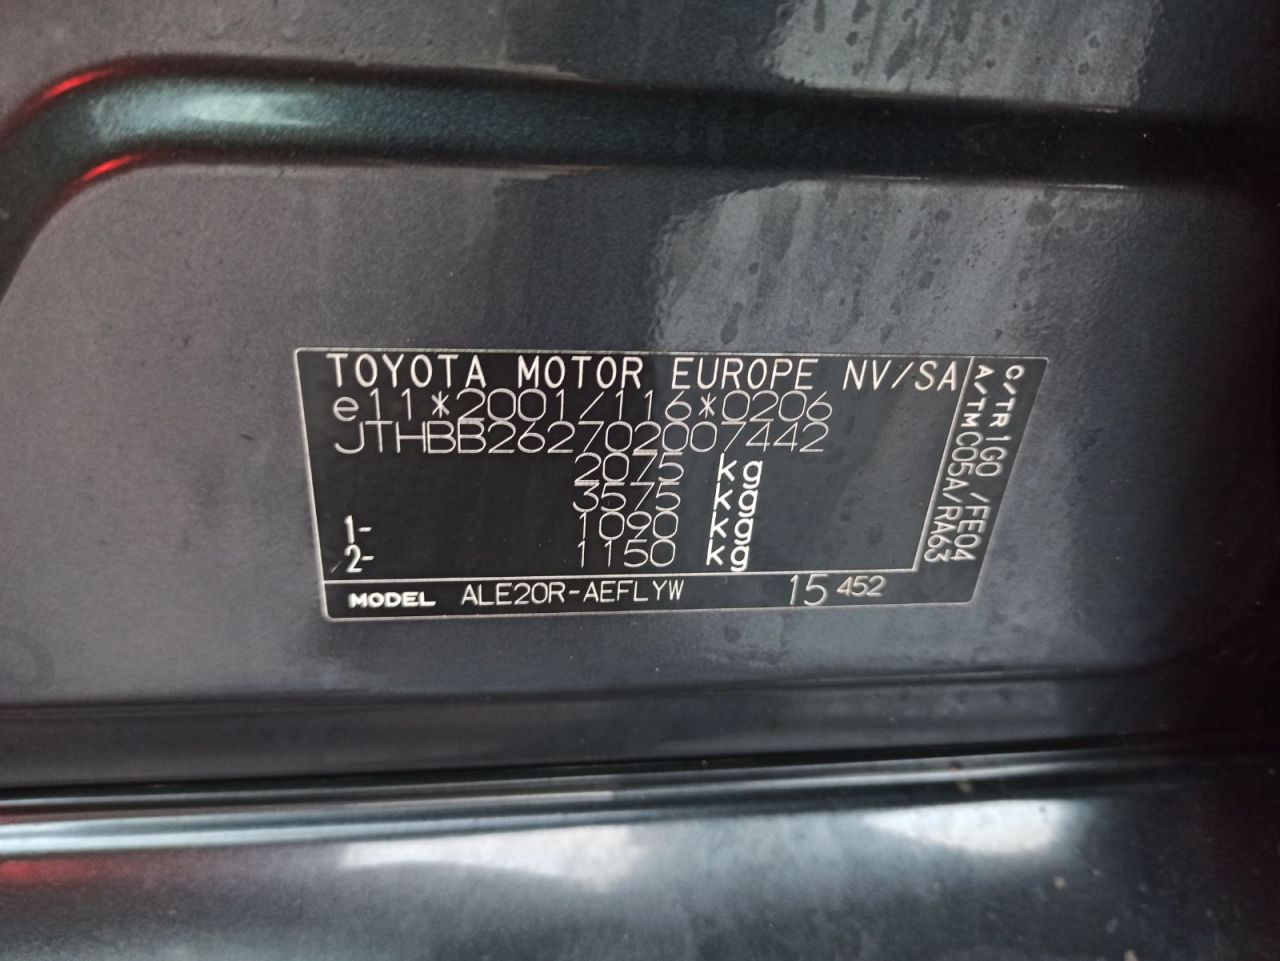 TOYOTA MOTOR EUROPE NV/SA
e11*2001/116*0206
JTHBB262702007442
2075 kg
3575 kg
1- 1090 kg
2- 1150 kg
MODEL ALE20R-AEFLYW 15 452
C/TR 1G0 /FE04
A/TM C05A/RA63